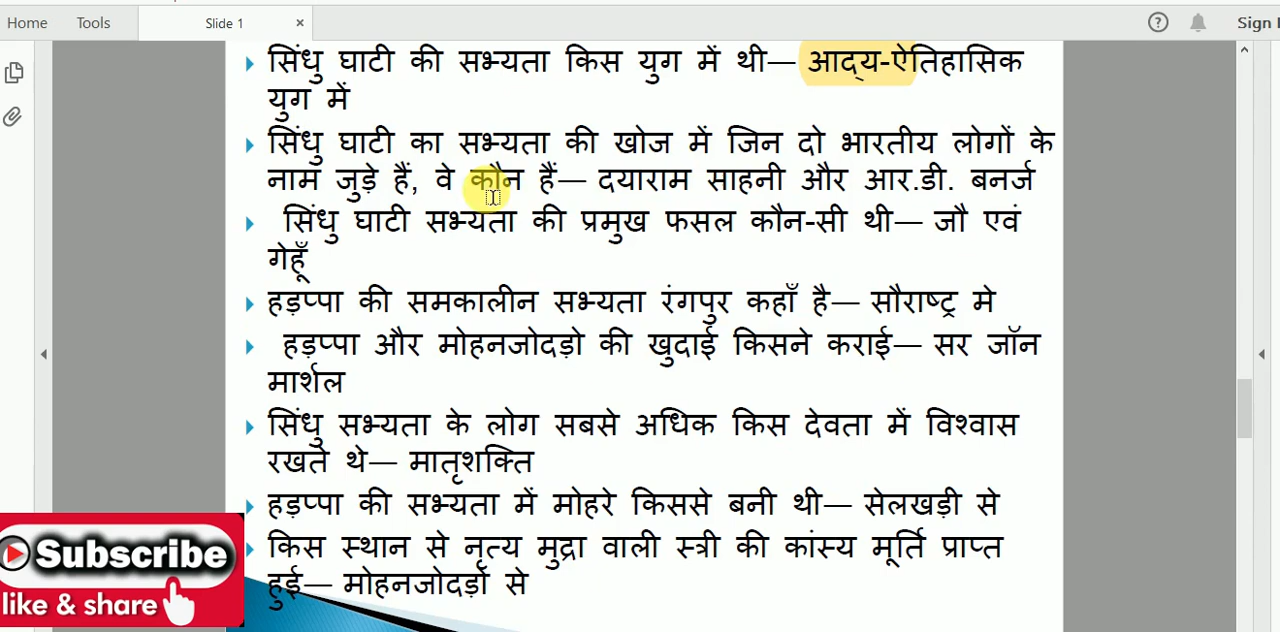 Home Tools Slide 1 × Sign
सिंधु घाटी की सभ्यता किस युग में थी— आद्य-ऐतिहासिक
युग में
सिंधु घाटी का सभ्यता की खोज में जिन दो भारतीय लोगों के
नाम जुड़े हैं, वे कौन हैं— दयाराम साहनी और आर.डी. बनर्ज
सिंधु घाटी सभ्यता की प्रमुख फसल कौन-सी थी— जौ एवं
गेहूँ
हड़प्पा की समकालीन सभ्यता रंगपुर कहाँ है— सौराष्ट्र मे
हड़प्पा और मोहनजोदड़ो की खुदाई किसने कराई— सर जॉन
मार्शल
सिंधु सभ्यता के लोग सबसे अधिक किस देवता में विश्वास
रखते थे— मातृशक्ति
हड़प्पा की सभ्यता में मोहरे किससे बनी थी— सेलखड़ी से
किस स्थान से नृत्य मुद्रा वाली स्त्री की कांस्य मूर्ति प्राप्त
हुई— मोहनजोदड़ो से
Subscribe
like & share